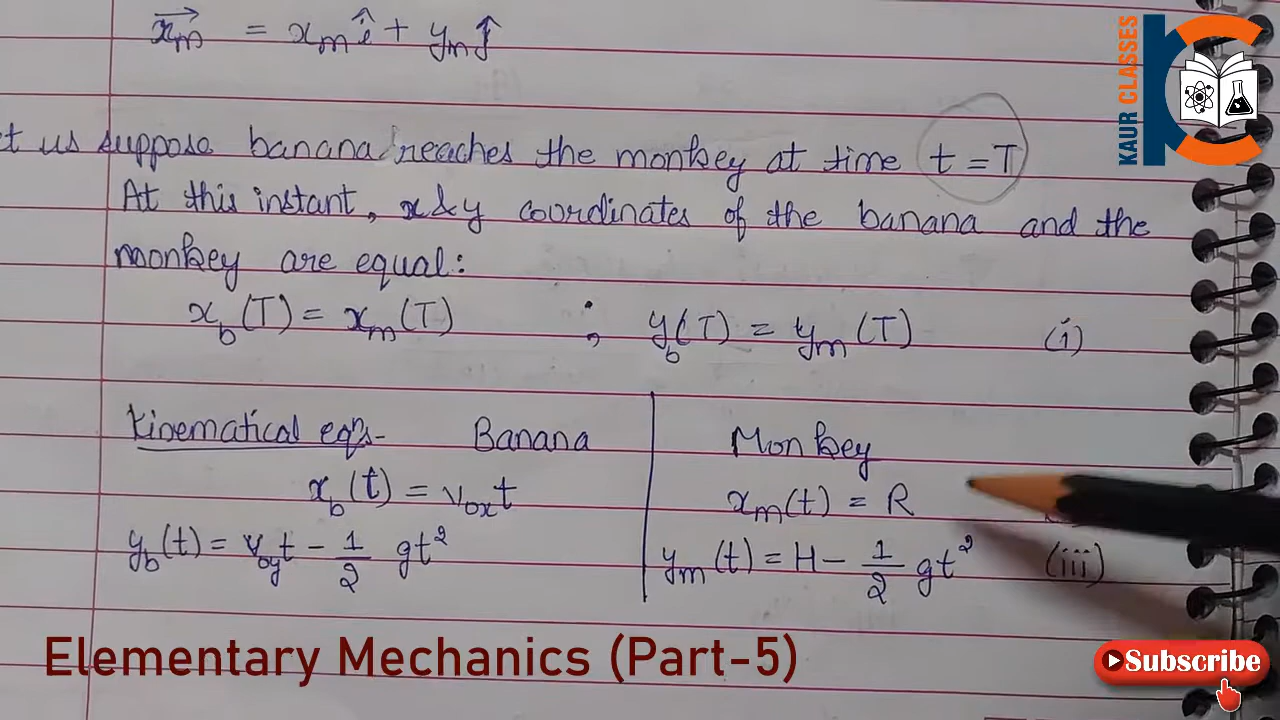 x⃗m = xm î + ym ĵ
t us suppose banana reaches the monkey at time t = T
At this instant, x & y coordinates of the banana and the
monkey are equal:
xb(T) = xm(T) ; yb(T) = ym(T) (i)
Kinematical eqns- Banana Monkey
xb(t) = v0x t xm(t) = R
yb(t) = v0y t - 1/2 gt² ym(t) = H - 1/2 gt² (iii)
Elementary Mechanics (Part-5)
KAUR CLASSES
Subscribe